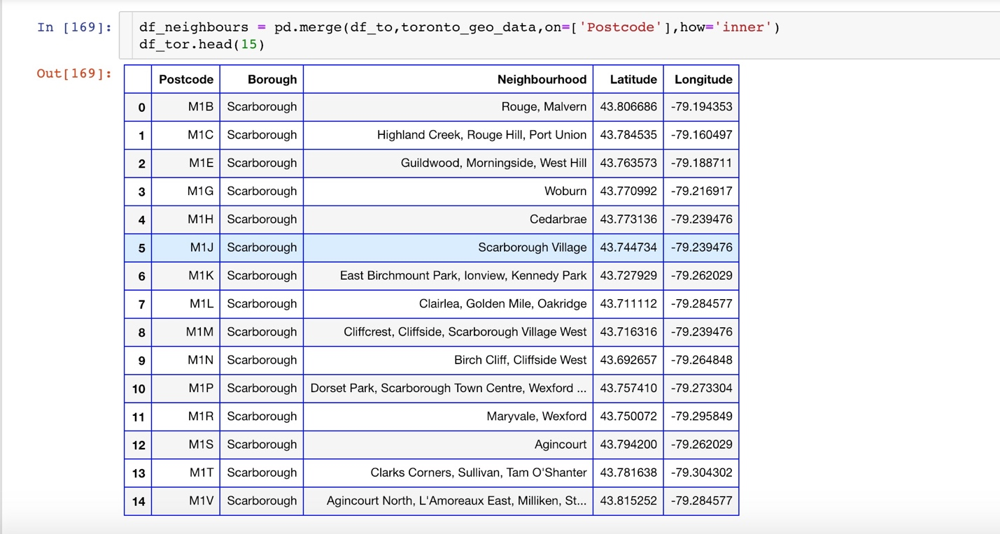 In [169]: df_neighbours = pd.merge(df_to,toronto_geo_data,on=['Postcode'],how='inner')
df_tor.head(15)
Out[169]:
Postcode Borough Neighbourhood Latitude Longitude
0 M1B Scarborough Rouge, Malvern 43.806686 -79.194353
1 M1C Scarborough Highland Creek, Rouge Hill, Port Union 43.784535 -79.160497
2 M1E Scarborough Guildwood, Morningside, West Hill 43.763573 -79.188711
3 M1G Scarborough Woburn 43.770992 -79.216917
4 M1H Scarborough Cedarbrae 43.773136 -79.239476
5 M1J Scarborough Scarborough Village 43.744734 -79.239476
6 M1K Scarborough East Birchmount Park, Ionview, Kennedy Park 43.727929 -79.262029
7 M1L Scarborough Clairlea, Golden Mile, Oakridge 43.711112 -79.284577
8 M1M Scarborough Cliffcrest, Cliffside, Scarborough Village West 43.716316 -79.239476
9 M1N Scarborough Birch Cliff, Cliffside West 43.692657 -79.264848
10 M1P Scarborough Dorset Park, Scarborough Town Centre, Wexford ... 43.757410 -79.273304
11 M1R Scarborough Maryvale, Wexford 43.750072 -79.295849
12 M1S Scarborough Agincourt 43.794200 -79.262029
13 M1T Scarborough Clarks Corners, Sullivan, Tam O'Shanter 43.781638 -79.304302
14 M1V Scarborough Agincourt North, L'Amoreaux East, Milliken, St... 43.815252 -79.284577